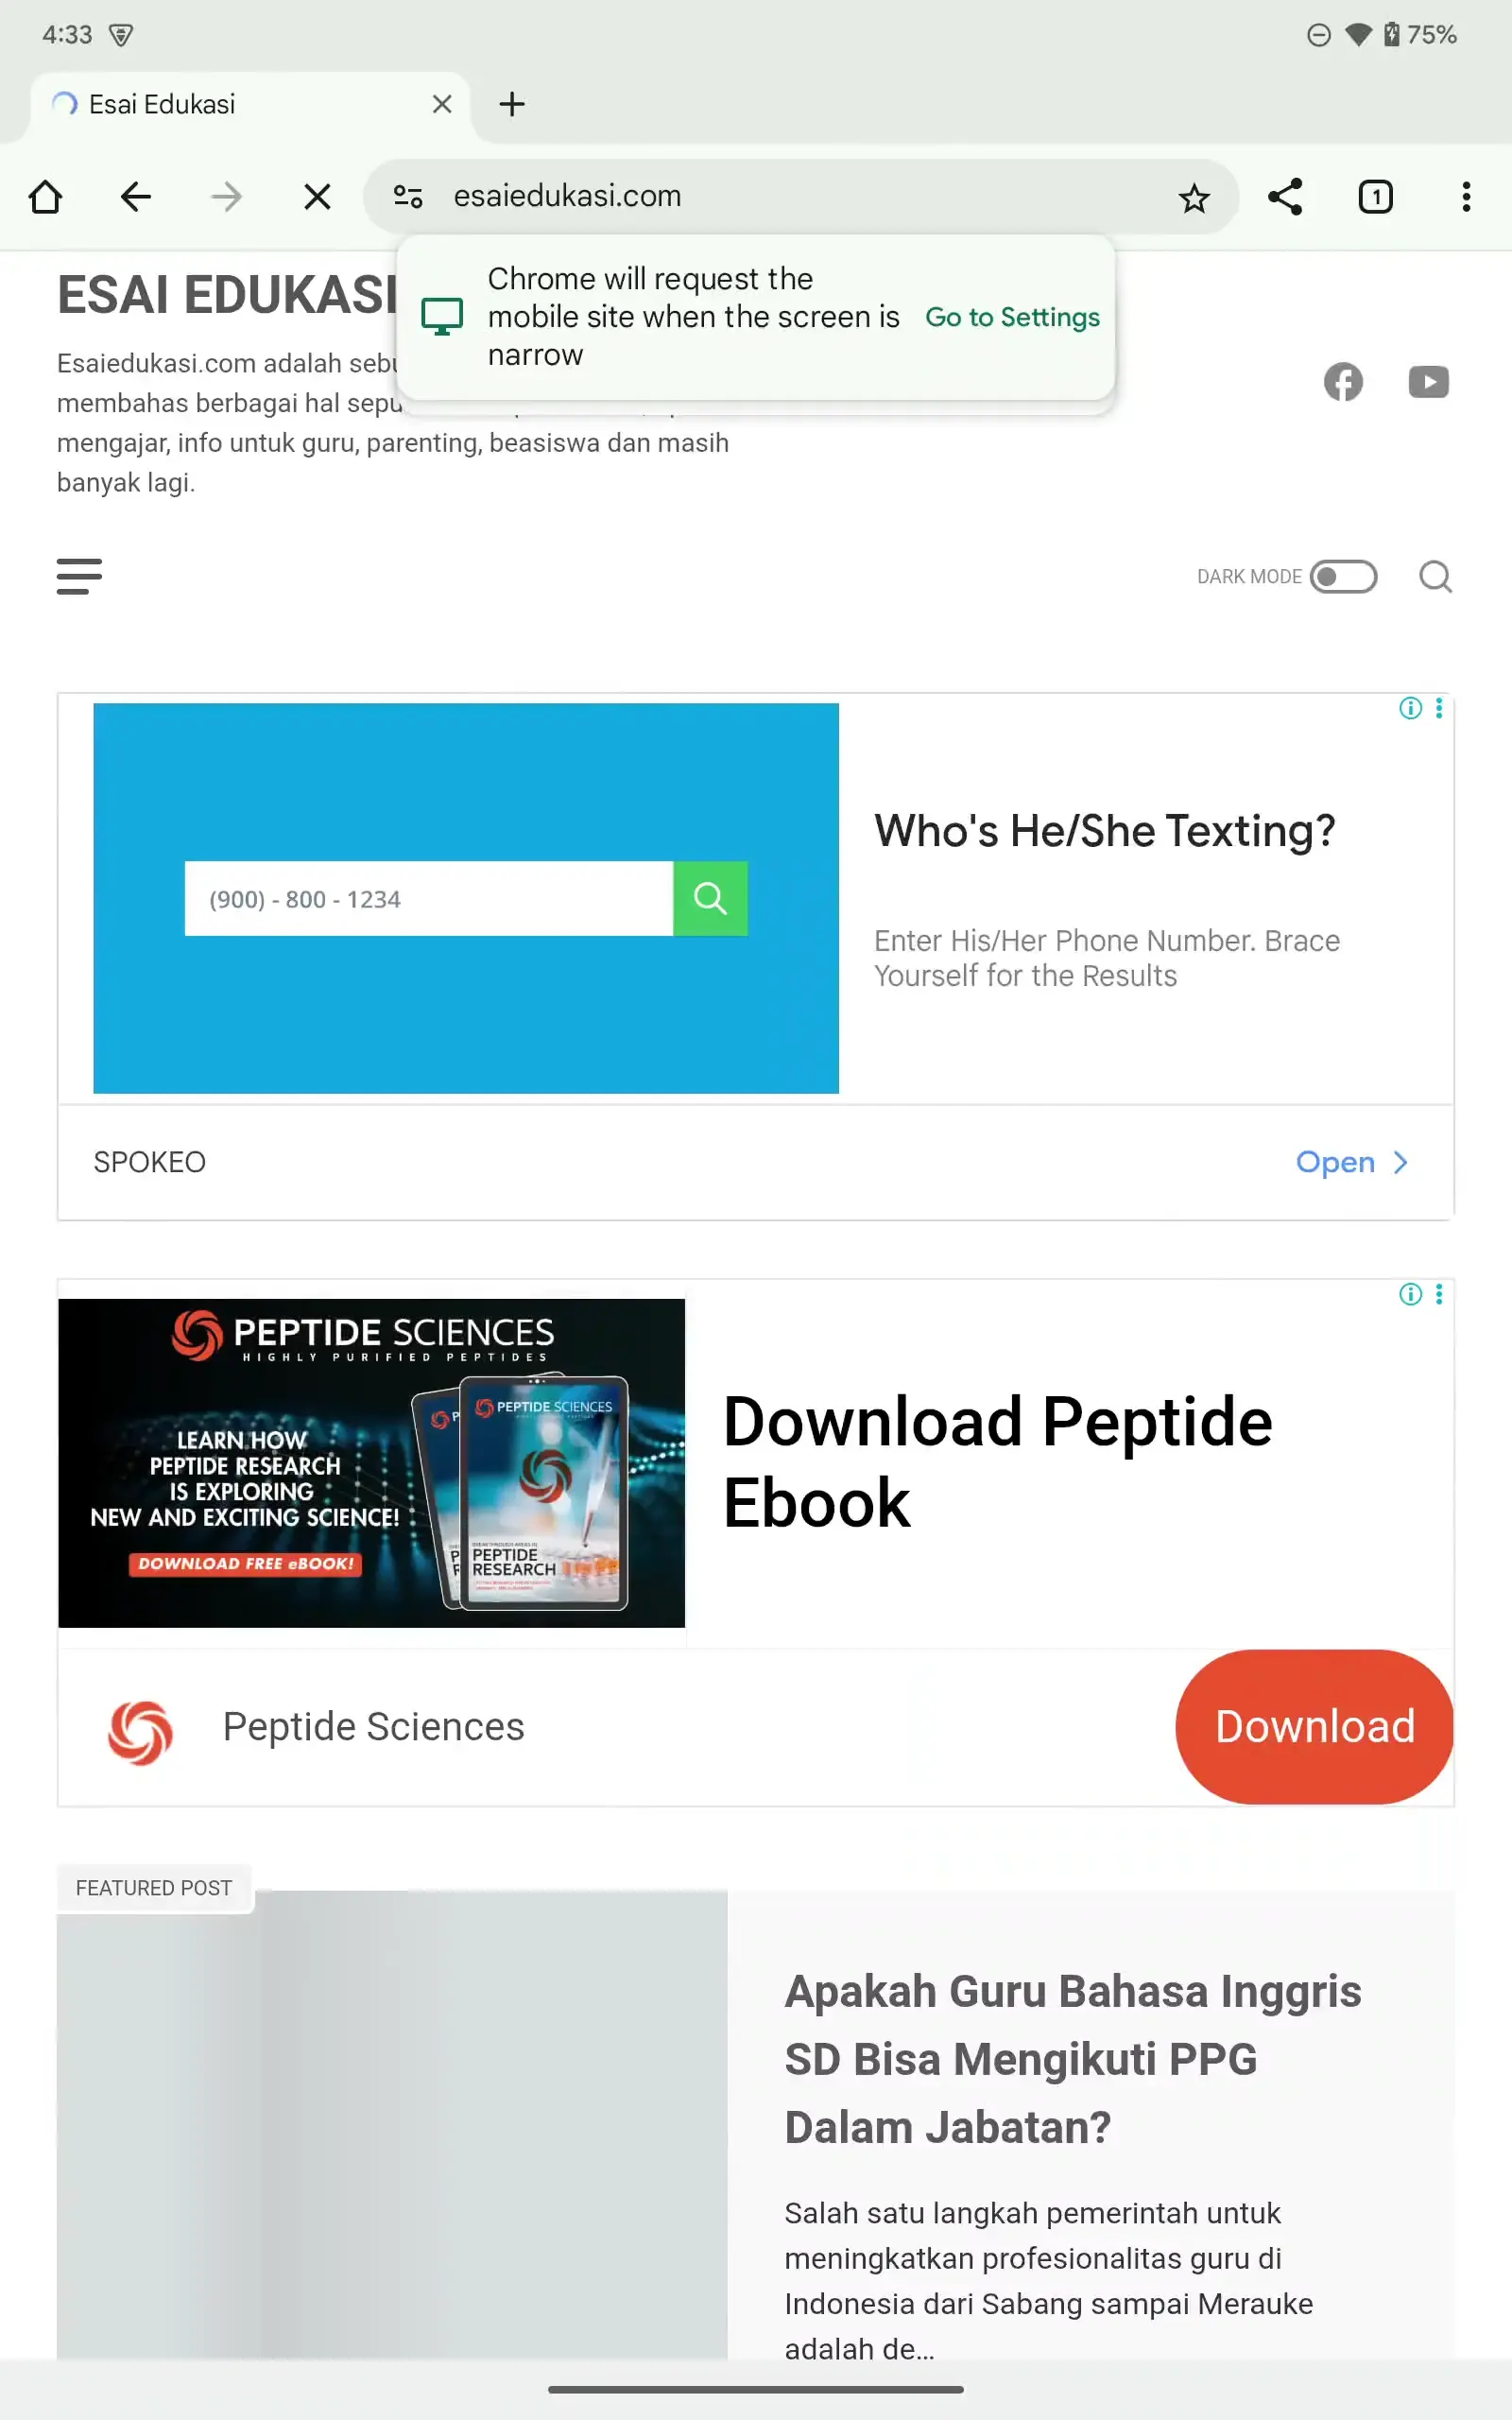 4:33
75%
Esai Edukasi
esaiedukasi.com
1
Chrome will request the
mobile site when the screen is
narrow
Go to Settings
ESAI EDUKASI
Esaiedukasi.com adalah
membahas berbagai hal
mengajar, info untuk guru, parenting, beasiswa dan masih
banyak lagi.
DARK MODE
(900) - 800 - 1234
Who's He/She Texting?
Enter His/Her Phone Number. Brace
Yourself for the Results
SPOKEO
Open
PEPTIDE SCIENCES
HIGHLY PURIFIED PEPTIDES
LEARN HOW
PEPTIDE RESEARCH
IS EXPLORING
NEW AND EXCITING SCIENCE!
DOWNLOAD FREE eBOOK!
PEPTIDE SCIENCES
PEPTIDE
RESEARCH
Download Peptide
Ebook
Peptide Sciences
Download
FEATURED POST
Apakah Guru Bahasa Inggris
SD Bisa Mengikuti PPG
Dalam Jabatan?
Salah satu langkah pemerintah untuk
meningkatkan profesionalitas guru di
Indonesia dari Sabang sampai Merauke
adalah de...